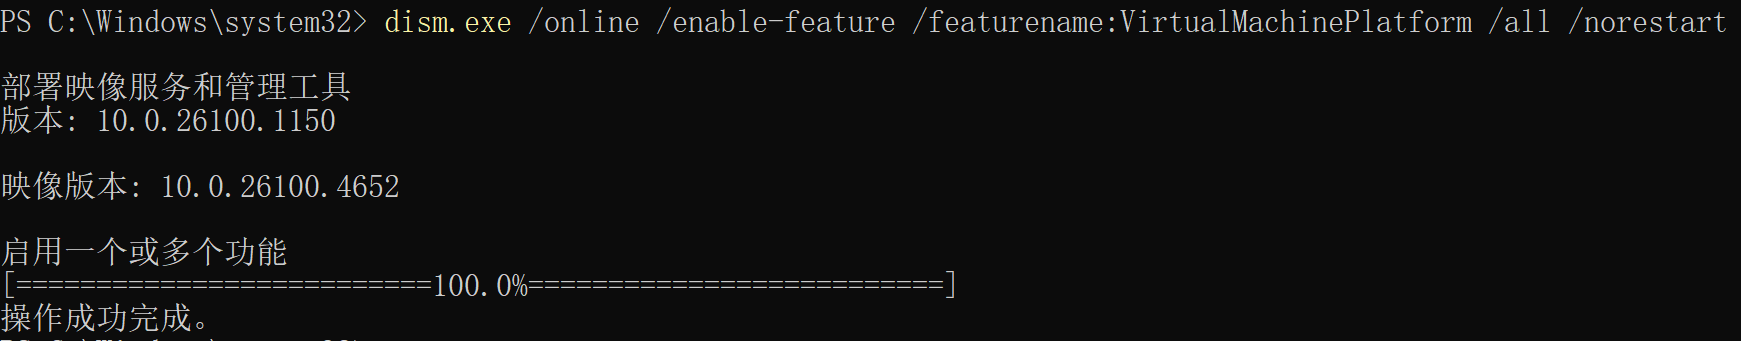 PS C:\Windows\system32> dism.exe /online /enable-feature /featurename:VirtualMachinePlatform /all /norestart
部署映像服务和管理工具
版本: 10.0.26100.1150
映像版本: 10.0.26100.4652
启用一个或多个功能
[==========================100.0%==========================]
操作成功完成。